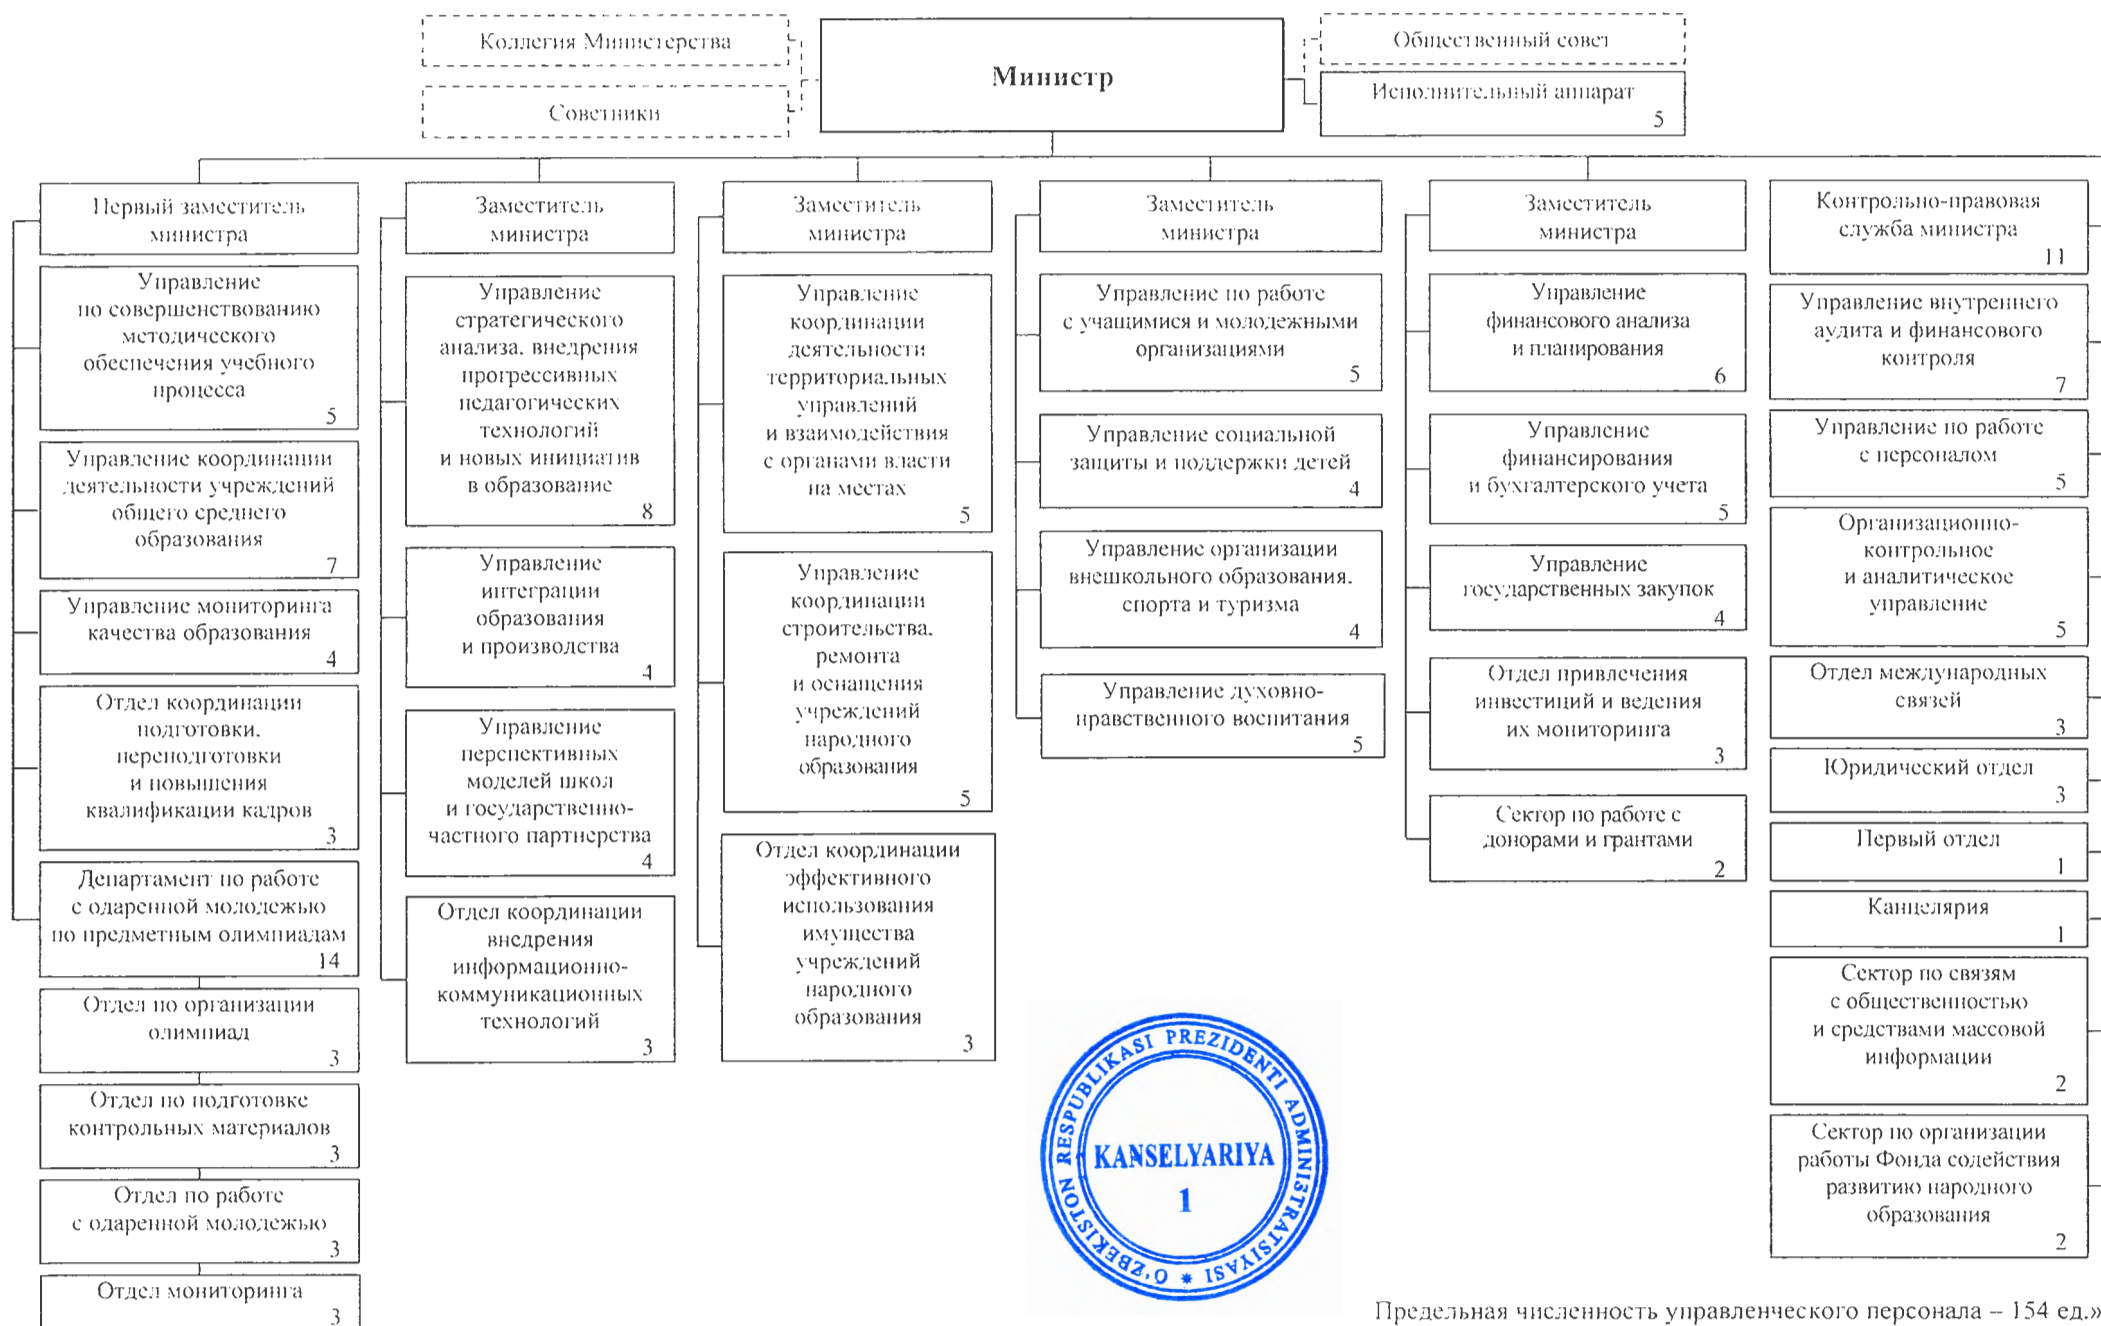 Коллегия Министерства
Советники
Министр
Общественный совет
Исполнительный аппарат
5
Первый заместитель
министра
Управление
по совершенствованию
методического
обеспечения учебного
процесса
5
Управление координации
деятельности учреждений
общего среднего
образования
7
Управление мониторинга
качества образования
4
Отдел координации
подготовки,
переподготовки
и повышения
квалификации кадров
3
Департамент по работе
с одаренной молодежью
по предметным олимпиадам
14
Отдел по организации
олимпиад
3
Отдел по подготовке
контрольных материалов
3
Отдел по работе
с одаренной молодежью
3
Отдел мониторинга
3
Заместитель
министра
Управление
стратегического
анализа, внедрения
прогрессивных
педагогических
технологий
и новых инициатив
в образование
8
Управление
интеграции
образования
и производства
4
Управление
перспективных
моделей школ
и государственно-
частного партнерства
4
Отдел координации
внедрения
информационно-
коммуникационных
технологий
3
Заместитель
министра
Управление
координации
деятельности
территориальных
управлений
и взаимодействия
с органами власти
на местах
5
Управление
координации
строительства,
ремонта
и оснащения
учреждений
народного
образования
5
Отдел координации
эффективного
использования
имущества
учреждений
народного
образования
3
Заместитель
министра
Управление по работе
с учащимися и молодежными
организациями
5
Управление социальной
защиты и поддержки детей
4
Управление организации
внешкольного образования,
спорта и туризма
4
Управление духовно-
нравственного воспитания
5
Заместитель
министра
Управление
финансового анализа
и планирования
6
Управление
финансирования
и бухгалтерского учета
5
Управление
государственных закупок
4
Отдел привлечения
инвестиций и ведения
их мониторинга
3
Сектор по работе с
донорами и грантами
2
Контрольно-правовая
служба министра
11
Управление внутреннего
аудита и финансового
контроля
7
Управление по работе
с персоналом
5
Организационно-
контрольное
и аналитическое
управление
5
Отдел международных
связей
3
Юридический отдел
3
Первый отдел
1
Канцелярия
1
Сектор по связям
с общественностью
и средствами массовой
информации
2
Сектор по организации
работы Фонда содействия
развитию народного
образования
2
O'ZBEKISTON RESPUBLIKASI PREZIDENTI ADMINISTRATSIYASI *
KANSELYARIYA
1
Предельная численность управленческого персонала – 154 ед.»